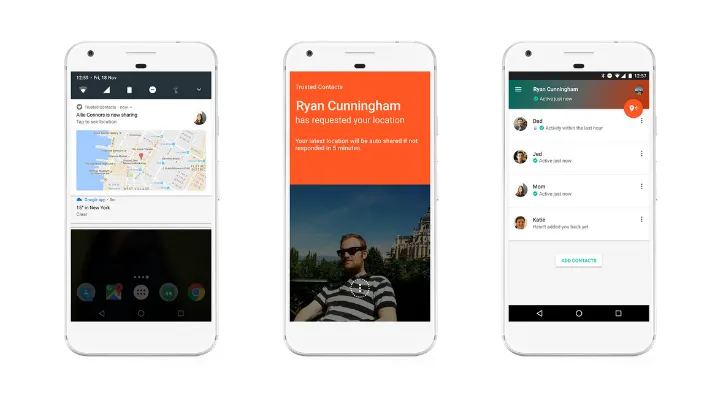 12:55 • Fri, 18 Nov
Trusted Contacts • now
Allie Connors is now sharing
Tap to see location
Google app • 8m
15° in New York
Clear
Trusted Contacts
Ryan Cunningham
has requested your location
Your latest location will be auto shared if not
responded in 5 minutes.
12:57
Ryan Cunningham
Active just now
Dad
Activity within the last hour
Jed
Active just now
Mom
Active just now
Katie
Hasn't added you back yet
ADD CONTACTS